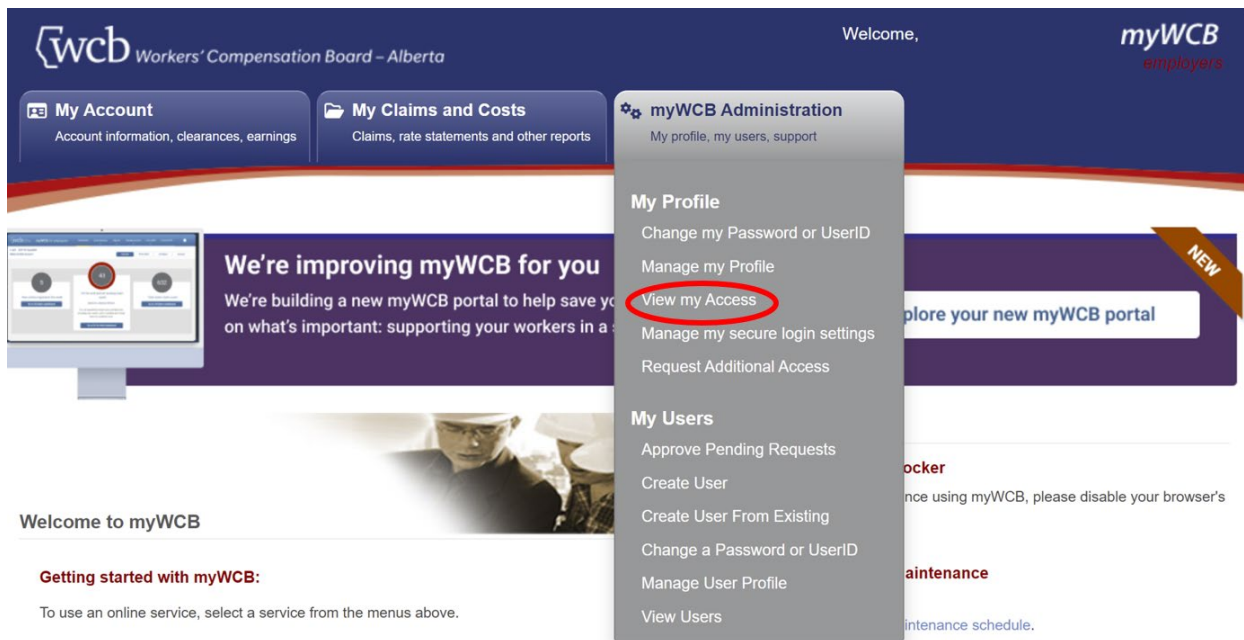 wcb Workers' Compensation Board – Alberta
Welcome,
myWCB
employers
My Account
Account information, clearances, earnings
My Claims and Costs
Claims, rate statements and other reports
myWCB Administration
My profile, my users, support
My Profile
Change my Password or UserID
Manage my Profile
View my Access
Manage my secure login settings
Request Additional Access
My Users
Approve Pending Requests
Create User
Create User From Existing
Change a Password or UserID
Manage User Profile
View Users
We're improving myWCB for you
We're building a new myWCB portal to help save
on what's important: supporting your workers in a
plore your new myWCB portal
NEW
Welcome to myWCB
Getting started with myWCB:
To use an online service, select a service from the menus above.
ocker
nce using myWCB, please disable your browser's
aintenance
intenance schedule.